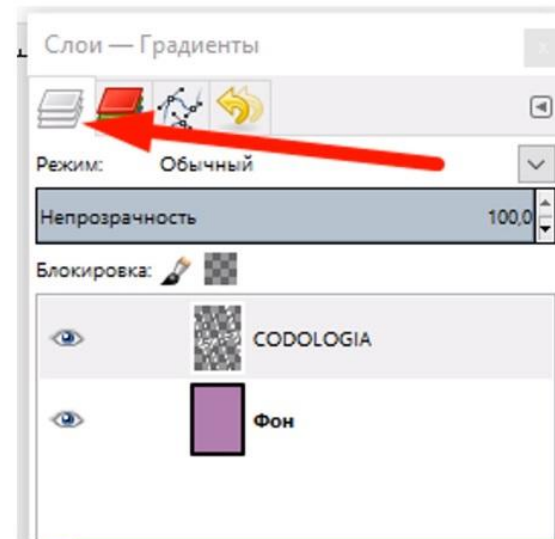 Слои — Градиенты
Режим: Обычный
Непрозрачность 100,0
Блокировка:
CODOLOGIA
Фон